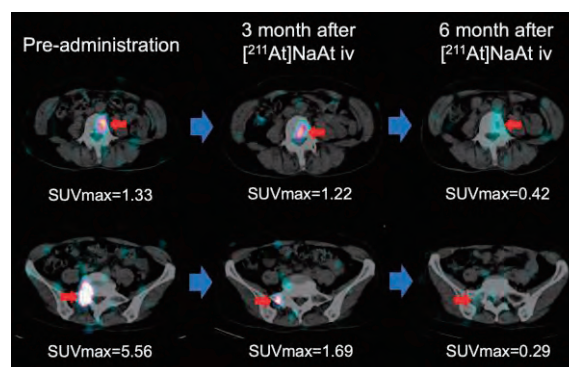 Pre-administration
3 month after
[²¹¹At]NaAt iv
6 month after
[²¹¹At]NaAt iv
SUVmax=1.33
SUVmax=1.22
SUVmax=0.42
SUVmax=5.56
SUVmax=1.69
SUVmax=0.29